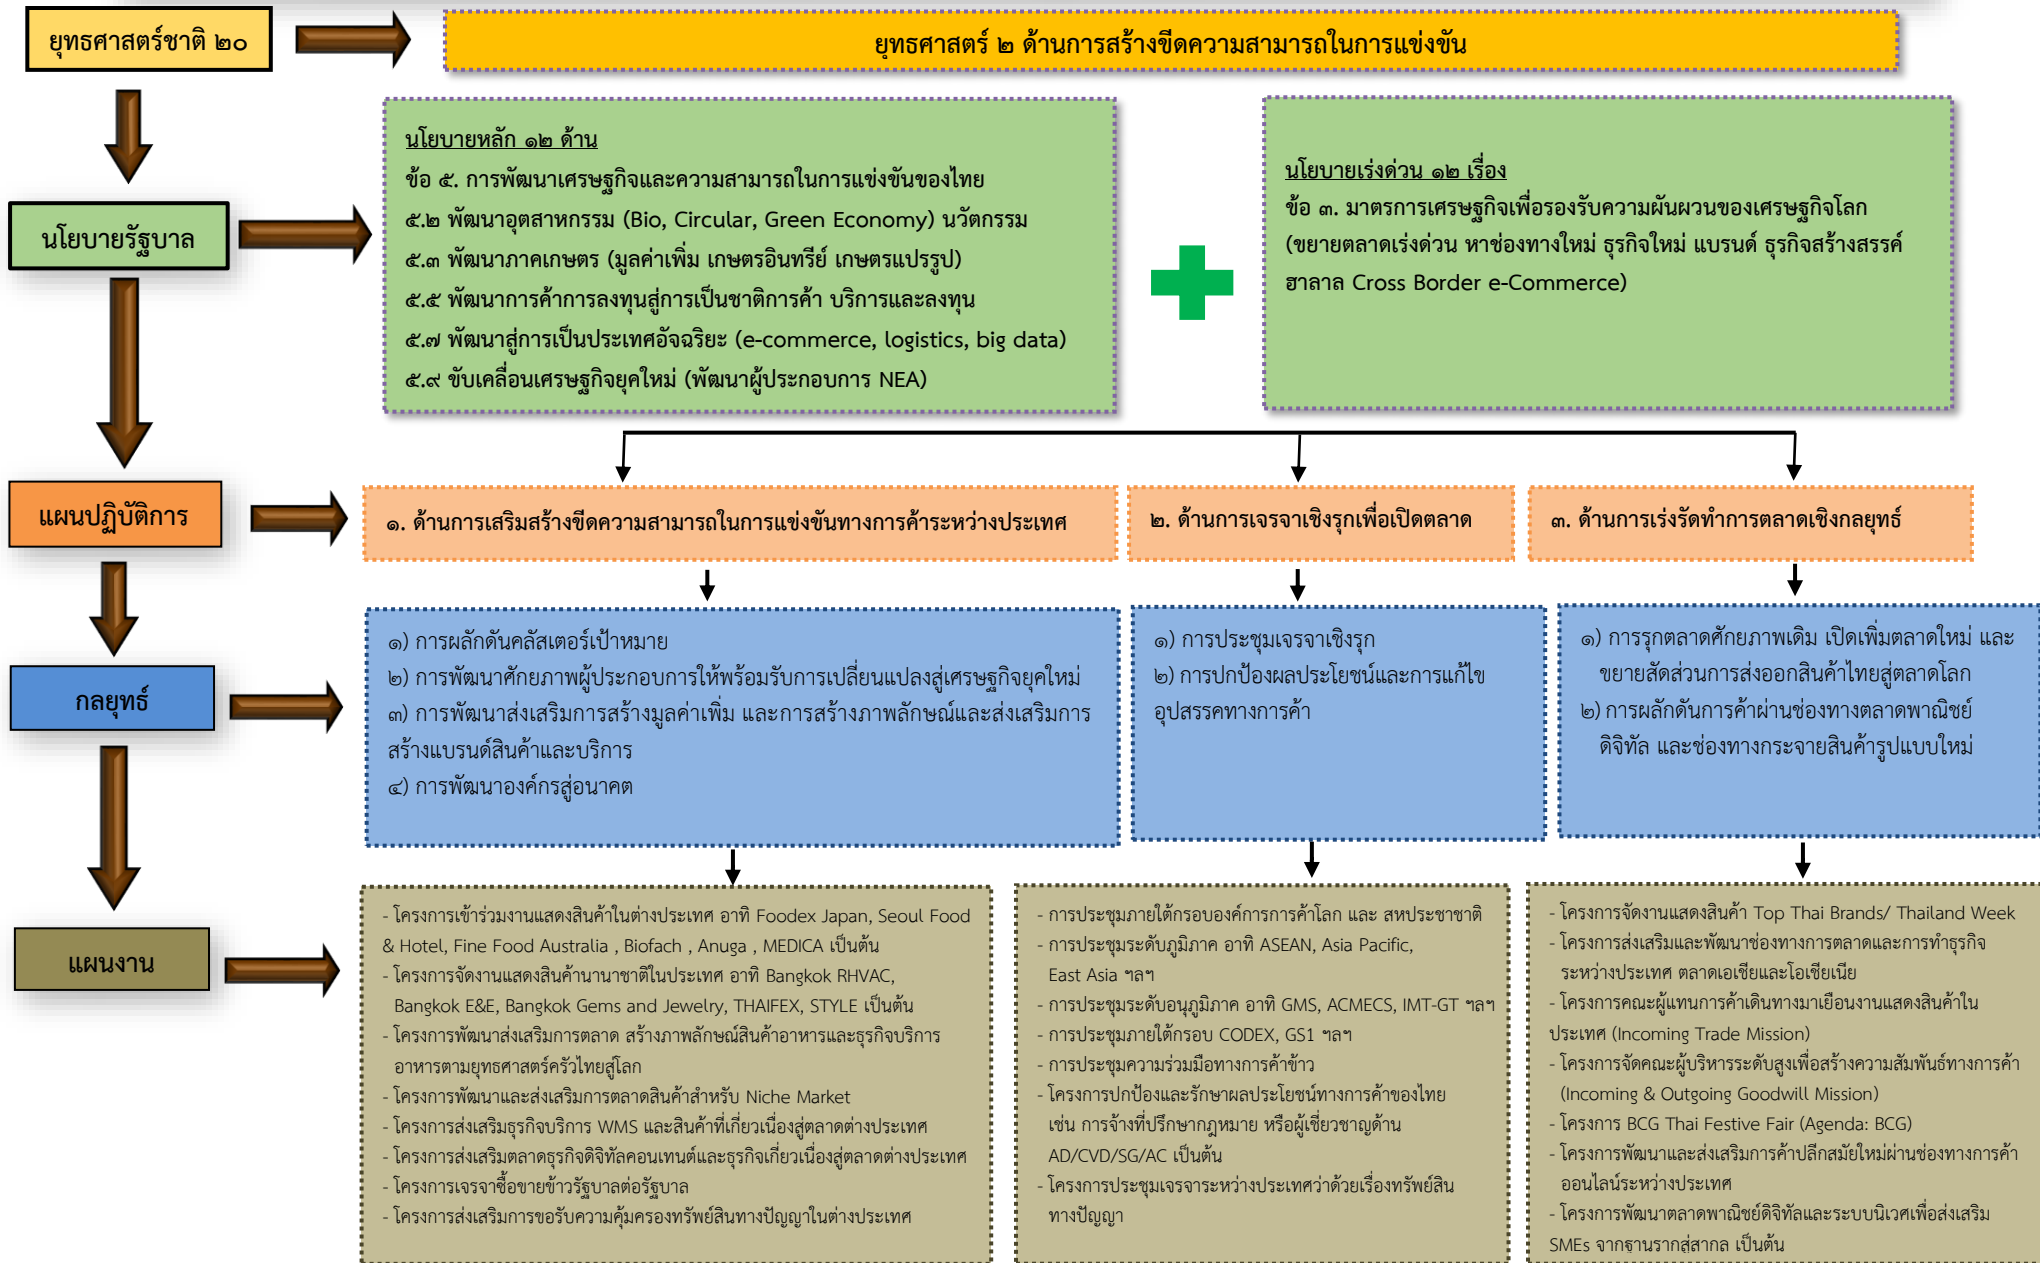 ยุทธศาสตร์ชาติ ๒๐
ยุทธศาสตร์ ๒ ด้านการสร้างขีดความสามารถในการแข่งขัน
นโยบายรัฐบาล
นโยบายหลัก ๑๒ ด้าน
ข้อ ๕. การพัฒนาเศรษฐกิจและความสามารถในการแข่งขันของไทย
๕.๒ พัฒนาอุตสาหกรรม (Bio, Circular, Green Economy) นวัตกรรม
๕.๓ พัฒนาภาคเกษตร (มูลค่าเพิ่ม เกษตรอินทรีย์ เกษตรแปรรูป)
๕.๕ พัฒนาการค้าการลงทุนสู่การเป็นชาติการค้า บริการและลงทุน
๕.๗ พัฒนาสู่การเป็นประเทศอัจฉริยะ (e-commerce, logistics, big data)
๕.๙ ขับเคลื่อนเศรษฐกิจยุคใหม่ (พัฒนาผู้ประกอบการ NEA)
นโยบายเร่งด่วน ๑๒ เรื่อง
ข้อ ๓. มาตรการเศรษฐกิจเพื่อรองรับความผันผวนของเศรษฐกิจโลก
(ขยายตลาดเร่งด่วน หาช่องทางใหม่ ธุรกิจใหม่ แบรนด์ ธุรกิจสร้างสรรค์
ฮาลาล Cross Border e-Commerce)
แผนปฏิบัติการ
๑. ด้านการเสริมสร้างขีดความสามารถในการแข่งขันทางการค้าระหว่างประเทศ
๒. ด้านการเจรจาเชิงรุกเพื่อเปิดตลาด
๓. ด้านการเร่งรัดทำการตลาดเชิงกลยุทธ์
กลยุทธ์
๑) การผลักดันคลัสเตอร์เป้าหมาย
๒) การพัฒนาศักยภาพผู้ประกอบการให้พร้อมรับการเปลี่ยนแปลงสู่เศรษฐกิจยุคใหม่
๓) การพัฒนาส่งเสริมการสร้างมูลค่าเพิ่ม และการสร้างภาพลักษณ์และส่งเสริมการ
สร้างแบรนด์สินค้าและบริการ
๔) การพัฒนาองค์กรสู่อนาคต
๑) การประชุมเจรจาเชิงรุก
๒) การปกป้องผลประโยชน์และการแก้ไข
อุปสรรคทางการค้า
๑) การรุกตลาดศักยภาพเดิม เปิดเพิ่มตลาดใหม่ และ
ขยายสัดส่วนการส่งออกสินค้าไทยสู่ตลาดโลก
๒) การผลักดันการค้าผ่านช่องทางตลาดพาณิชย์
ดิจิทัล และช่องทางกระจายสินค้ารูปแบบใหม่
แผนงาน
- โครงการเข้าร่วมงานแสดงสินค้าในต่างประเทศ อาทิ Foodex Japan, Seoul Food
& Hotel, Fine Food Australia , Biofach , Anuga , MEDICA เป็นต้น
- โครงการจัดงานแสดงสินค้านานาชาติในประเทศ อาทิ Bangkok RHVAC,
Bangkok E&E, Bangkok Gems and Jewelry, THAIFEX, STYLE เป็นต้น
- โครงการพัฒนาส่งเสริมการตลาด สร้างภาพลักษณ์สินค้าอาหารและธุรกิจบริการ
อาหารตามยุทธศาสตร์ครัวไทยสู่โลก
- โครงการพัฒนาและส่งเสริมการตลาดสินค้าสำหรับ Niche Market
- โครงการส่งเสริมธุรกิจบริการ WMS และสินค้าที่เกี่ยวเนื่องสู่ตลาดต่างประเทศ
- โครงการส่งเสริมตลาดธุรกิจดิจิทัลคอนเทนต์และธุรกิจเกี่ยวเนื่องสู่ตลาดต่างประเทศ
- โครงการเจรจาซื้อขายข้าวรัฐบาลต่อรัฐบาล
- โครงการส่งเสริมการขอรับความคุ้มครองทรัพย์สินทางปัญญาในต่างประเทศ
- การประชุมภายใต้กรอบองค์การการค้าโลก และ สหประชาชาติ
- การประชุมระดับภูมิภาค อาทิ ASEAN, Asia Pacific,
East Asia ฯลฯ
- การประชุมระดับอนุภูมิภาค อาทิ GMS, ACMECS, IMT-GT ฯลฯ
- การประชุมภายใต้กรอบ CODEX, GS1 ฯลฯ
- การประชุมความร่วมมือทางการค้าข้าว
- โครงการปกป้องและรักษาผลประโยชน์ทางการค้าของไทย
เช่น การจ้างที่ปรึกษากฎหมาย หรือผู้เชี่ยวชาญด้าน
AD/CVD/SG/AC เป็นต้น
- โครงการประชุมเจรจาระหว่างประเทศว่าด้วยเรื่องทรัพย์สิน
ทางปัญญา
- โครงการจัดงานแสดงสินค้า Top Thai Brands/ Thailand Week
- โครงการส่งเสริมและพัฒนาช่องทางการตลาดและการทำธุรกิจ
ระหว่างประเทศ ตลาดเอเชียและโอเชียเนีย
- โครงการคณะผู้แทนการค้าเดินทางมาเยือนงานแสดงสินค้าใน
ประเทศ (Incoming Trade Mission)
- โครงการจัดคณะผู้บริหารระดับสูงเพื่อสร้างความสัมพันธ์ทางการค้า
(Incoming & Outgoing Goodwill Mission)
- โครงการ BCG Thai Festive Fair (Agenda: BCG)
- โครงการพัฒนาและส่งเสริมการค้าปลีกสมัยใหม่ผ่านช่องทางการค้า
ออนไลน์ระหว่างประเทศ
- โครงการพัฒนาตลาดพาณิชย์ดิจิทัลและระบบนิเวศเพื่อส่งเสริม
SMEs จากฐานรากสู่สากล เป็นต้น